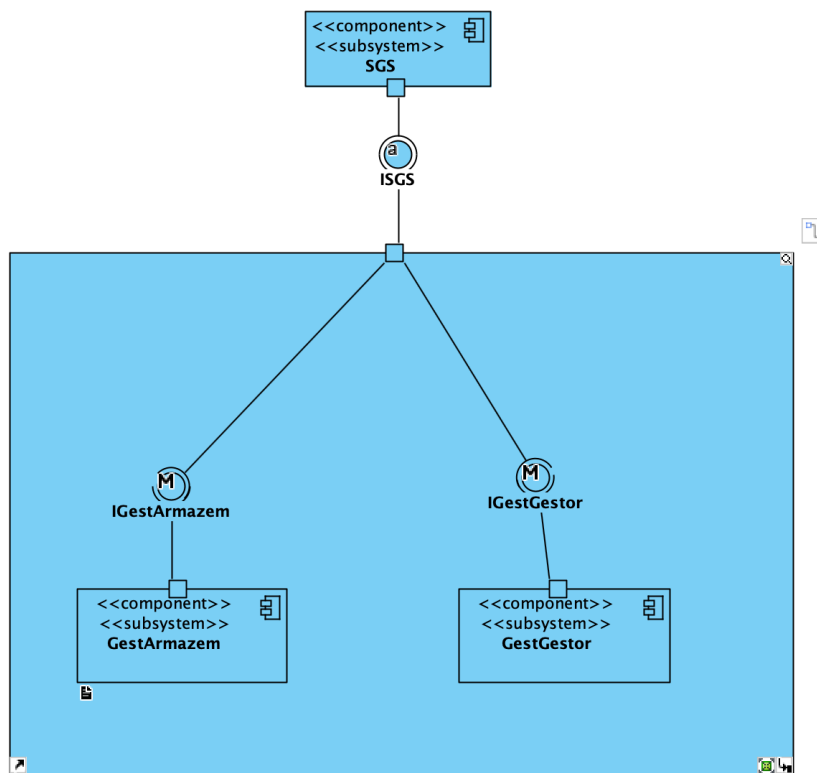 <<component>>
<<subsystem>>
SGS
a
ISGS
M
IGestArmazem
M
IGestGestor
<<component>>
<<subsystem>>
GestArmazem
<<component>>
<<subsystem>>
GestGestor